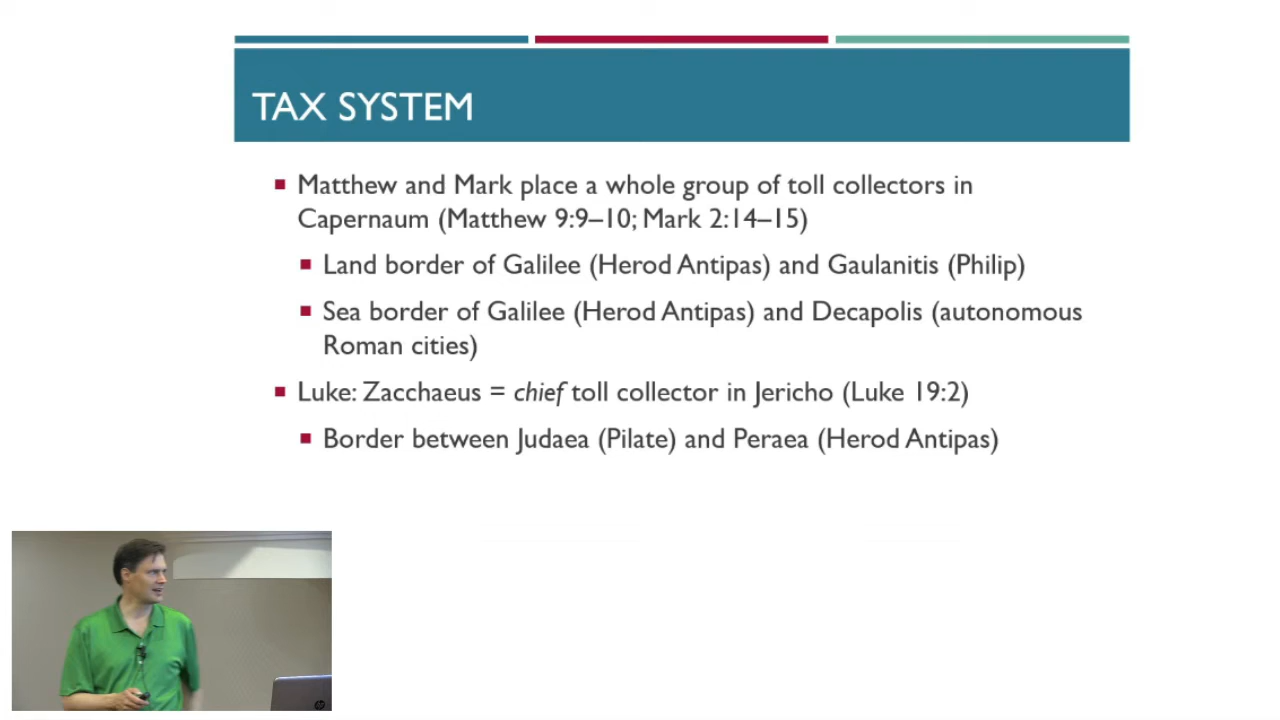 TAX SYSTEM
Matthew and Mark place a whole group of toll collectors in
Capernaum (Matthew 9:9–10; Mark 2:14–15)
Land border of Galilee (Herod Antipas) and Gaulanitis (Philip)
Sea border of Galilee (Herod Antipas) and Decapolis (autonomous
Roman cities)
Luke: Zacchaeus = chief toll collector in Jericho (Luke 19:2)
Border between Judaea (Pilate) and Peraea (Herod Antipas)
hp